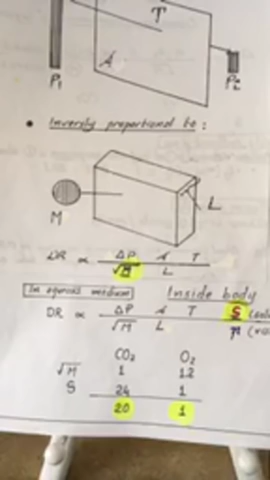 T
A
P₁ P₂
• Inversly proportional to:
L
M
DR ∝ ΔP A T
√M L
In aqueous medium Inside body
DR ∝ ΔP A T S
√M L η
CO₂ O₂
√M 1 1.2
S 24 1
20 1